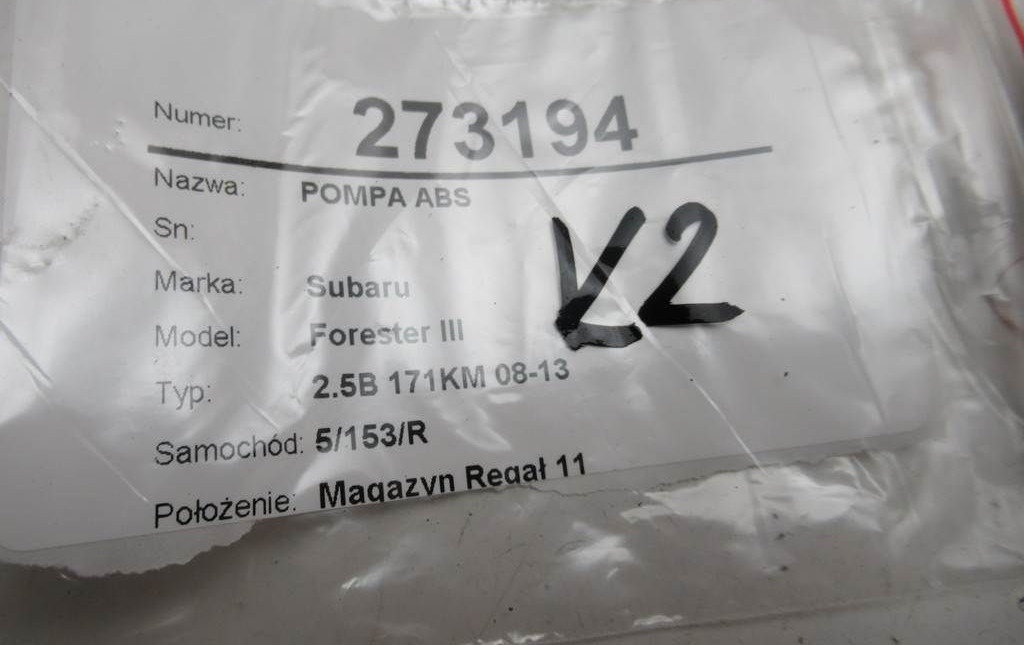 Numer: 273194
Nazwa: POMPA ABS
Sn:
K2
Marka: Subaru
Model: Forester III
Typ: 2.5B 171KM 08-13
Samochód: 5/153/R
Położenie: Magazyn Regał 11